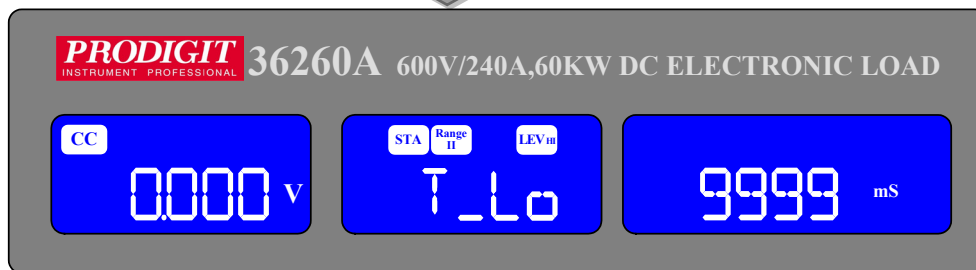 PRODIGIT
INSTRUMENT PROFESSIONAL
36260A 600V/240A,60KW DC ELECTRONIC LOAD
CC
0.000 V
STA Range II LEV HI
T_Lo
9999 mS